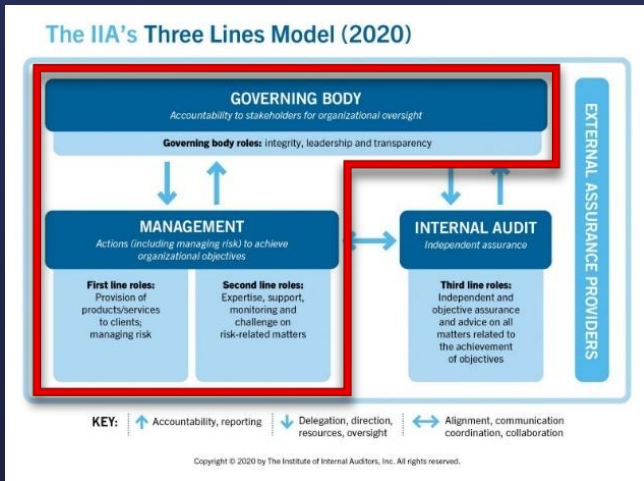 The IIA's Three Lines Model (2020)
GOVERNING BODY
Accountability to stakeholders for organizational oversight
Governing body roles: integrity, leadership and transparency
MANAGEMENT
Actions (including managing risk) to achieve
organizational objectives
First line roles:
Provision of
products/services
to clients;
managing risk
Second line roles:
Expertise, support,
monitoring and
challenge on
risk-related matters
INTERNAL AUDIT
Independent assurance
Third line roles:
Independent and
objective assurance
and advice on all
matters related to
the achievement
of objectives
EXTERNAL ASSURANCE PROVIDERS
KEY:
Accountability, reporting
Delegation, direction,
resources, oversight
Alignment, communication
coordination, collaboration
Copyright © 2020 by The Institute of Internal Auditors, Inc. All rights reserved.